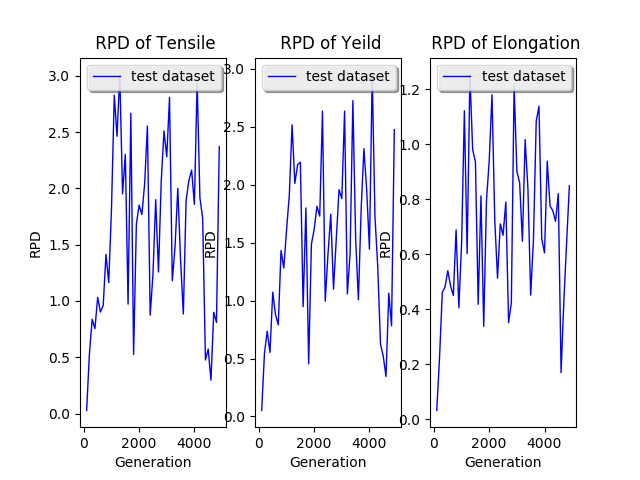 RPD of Tensile
test dataset
RPD
3.0
2.5
2.0
1.5
1.0
0.5
0.0
0
2000
4000
Generation
RPD of Yeild
test dataset
RPD
3.0
2.5
2.0
1.5
1.0
0.5
0.0
0
2000
4000
Generation
RPD of Elongation
test dataset
RPD
1.2
1.0
0.8
0.6
0.4
0.2
0.0
0
2000
4000
Generation